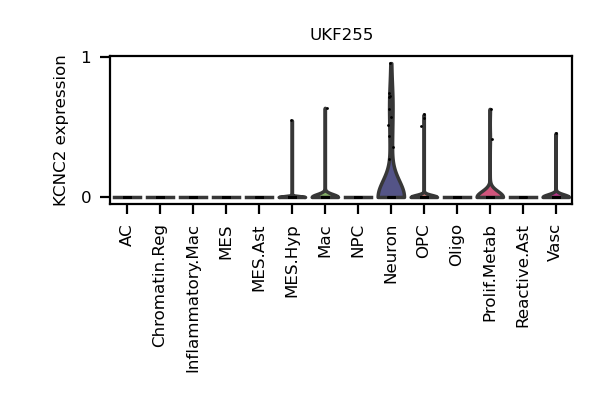 UKF255
KCNC2 expression
1
0
AC
Chromatin.Reg
Inflammatory.Mac
MES
MES.Ast
MES.Hyp
Mac
NPC
Neuron
OPC
Oligo
Prolif.Metab
Reactive.Ast
Vasc